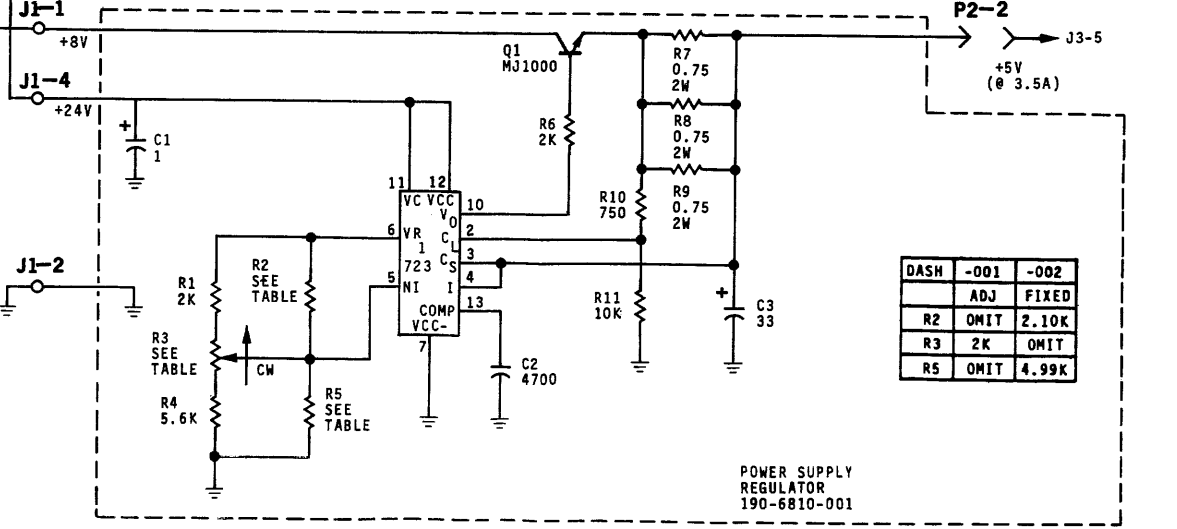 J1-1
+8V
J1-4
+24V
+
C1
1
Q1
MJ1000
R6
2K
R7
0.75
2W
R8
0.75
2W
R9
0.75
2W
R10
750
R11
10K
P2-2
J3-5
+5V
(@ 3.5A)
11
12
VC VCC
VO
10
6
VR
1
CL
2
723
CS
3
5
NI
I
4
COMP
13
VCC-
7
J1-2
R1
2K
R2
SEE
TABLE
R3
SEE
TABLE
CW
R4
5.6K
R5
SEE
TABLE
C2
4700
+
C3
33
DASH -001 -002
ADJ FIXED
R2 OMIT 2.10K
R3 2K OMIT
R5 OMIT 4.99K
POWER SUPPLY
REGULATOR
190-6810-001